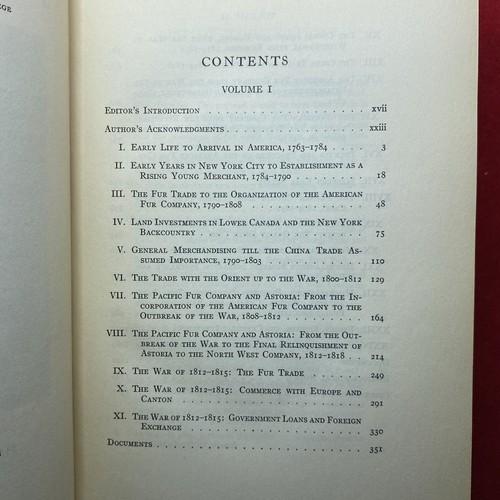 CONTENTS
VOLUME I
Editor's Introduction . . . . . . . . . . . . . . . . . . xvii
Author's Acknowledgments . . . . . . . . . . . . . . . xxiii
I. Early Life to Arrival in America, 1763–1784 . . . . . 3
II. Early Years in New York City to Establishment as a
Rising Young Merchant, 1784–1790 . . . . . . . . 18
III. The Fur Trade to the Organization of the American
Fur Company, 1790–1808 . . . . . . . . . . . . . 48
IV. Land Investments in Lower Canada and the New York
Backcountry . . . . . . . . . . . . . . . . . . 75
V. General Merchandising till the China Trade As-
sumed Importance, 1790–1803 . . . . . . . . . . . 110
VI. The Trade with the Orient up to the War, 1800–1812 129
VII. The Pacific Fur Company and Astoria: From the In-
corporation of the American Fur Company to the
Outbreak of the War, 1808–1812 . . . . . . . . . 164
VIII. The Pacific Fur Company and Astoria: From the Out-
break of the War to the Final Relinquishment of
Astoria to the North West Company, 1812–1818 . . 214
IX. The War of 1812–1815: The Fur Trade . . . . . . . 249
X. The War of 1812–1815: Commerce with Europe and
Canton . . . . . . . . . . . . . . . . . . . . 291
XI. The War of 1812–1815: Government Loans and Foreign
Exchange . . . . . . . . . . . . . . . . . . . 330
Documents . . . . . . . . . . . . . . . . . . . . . . 351